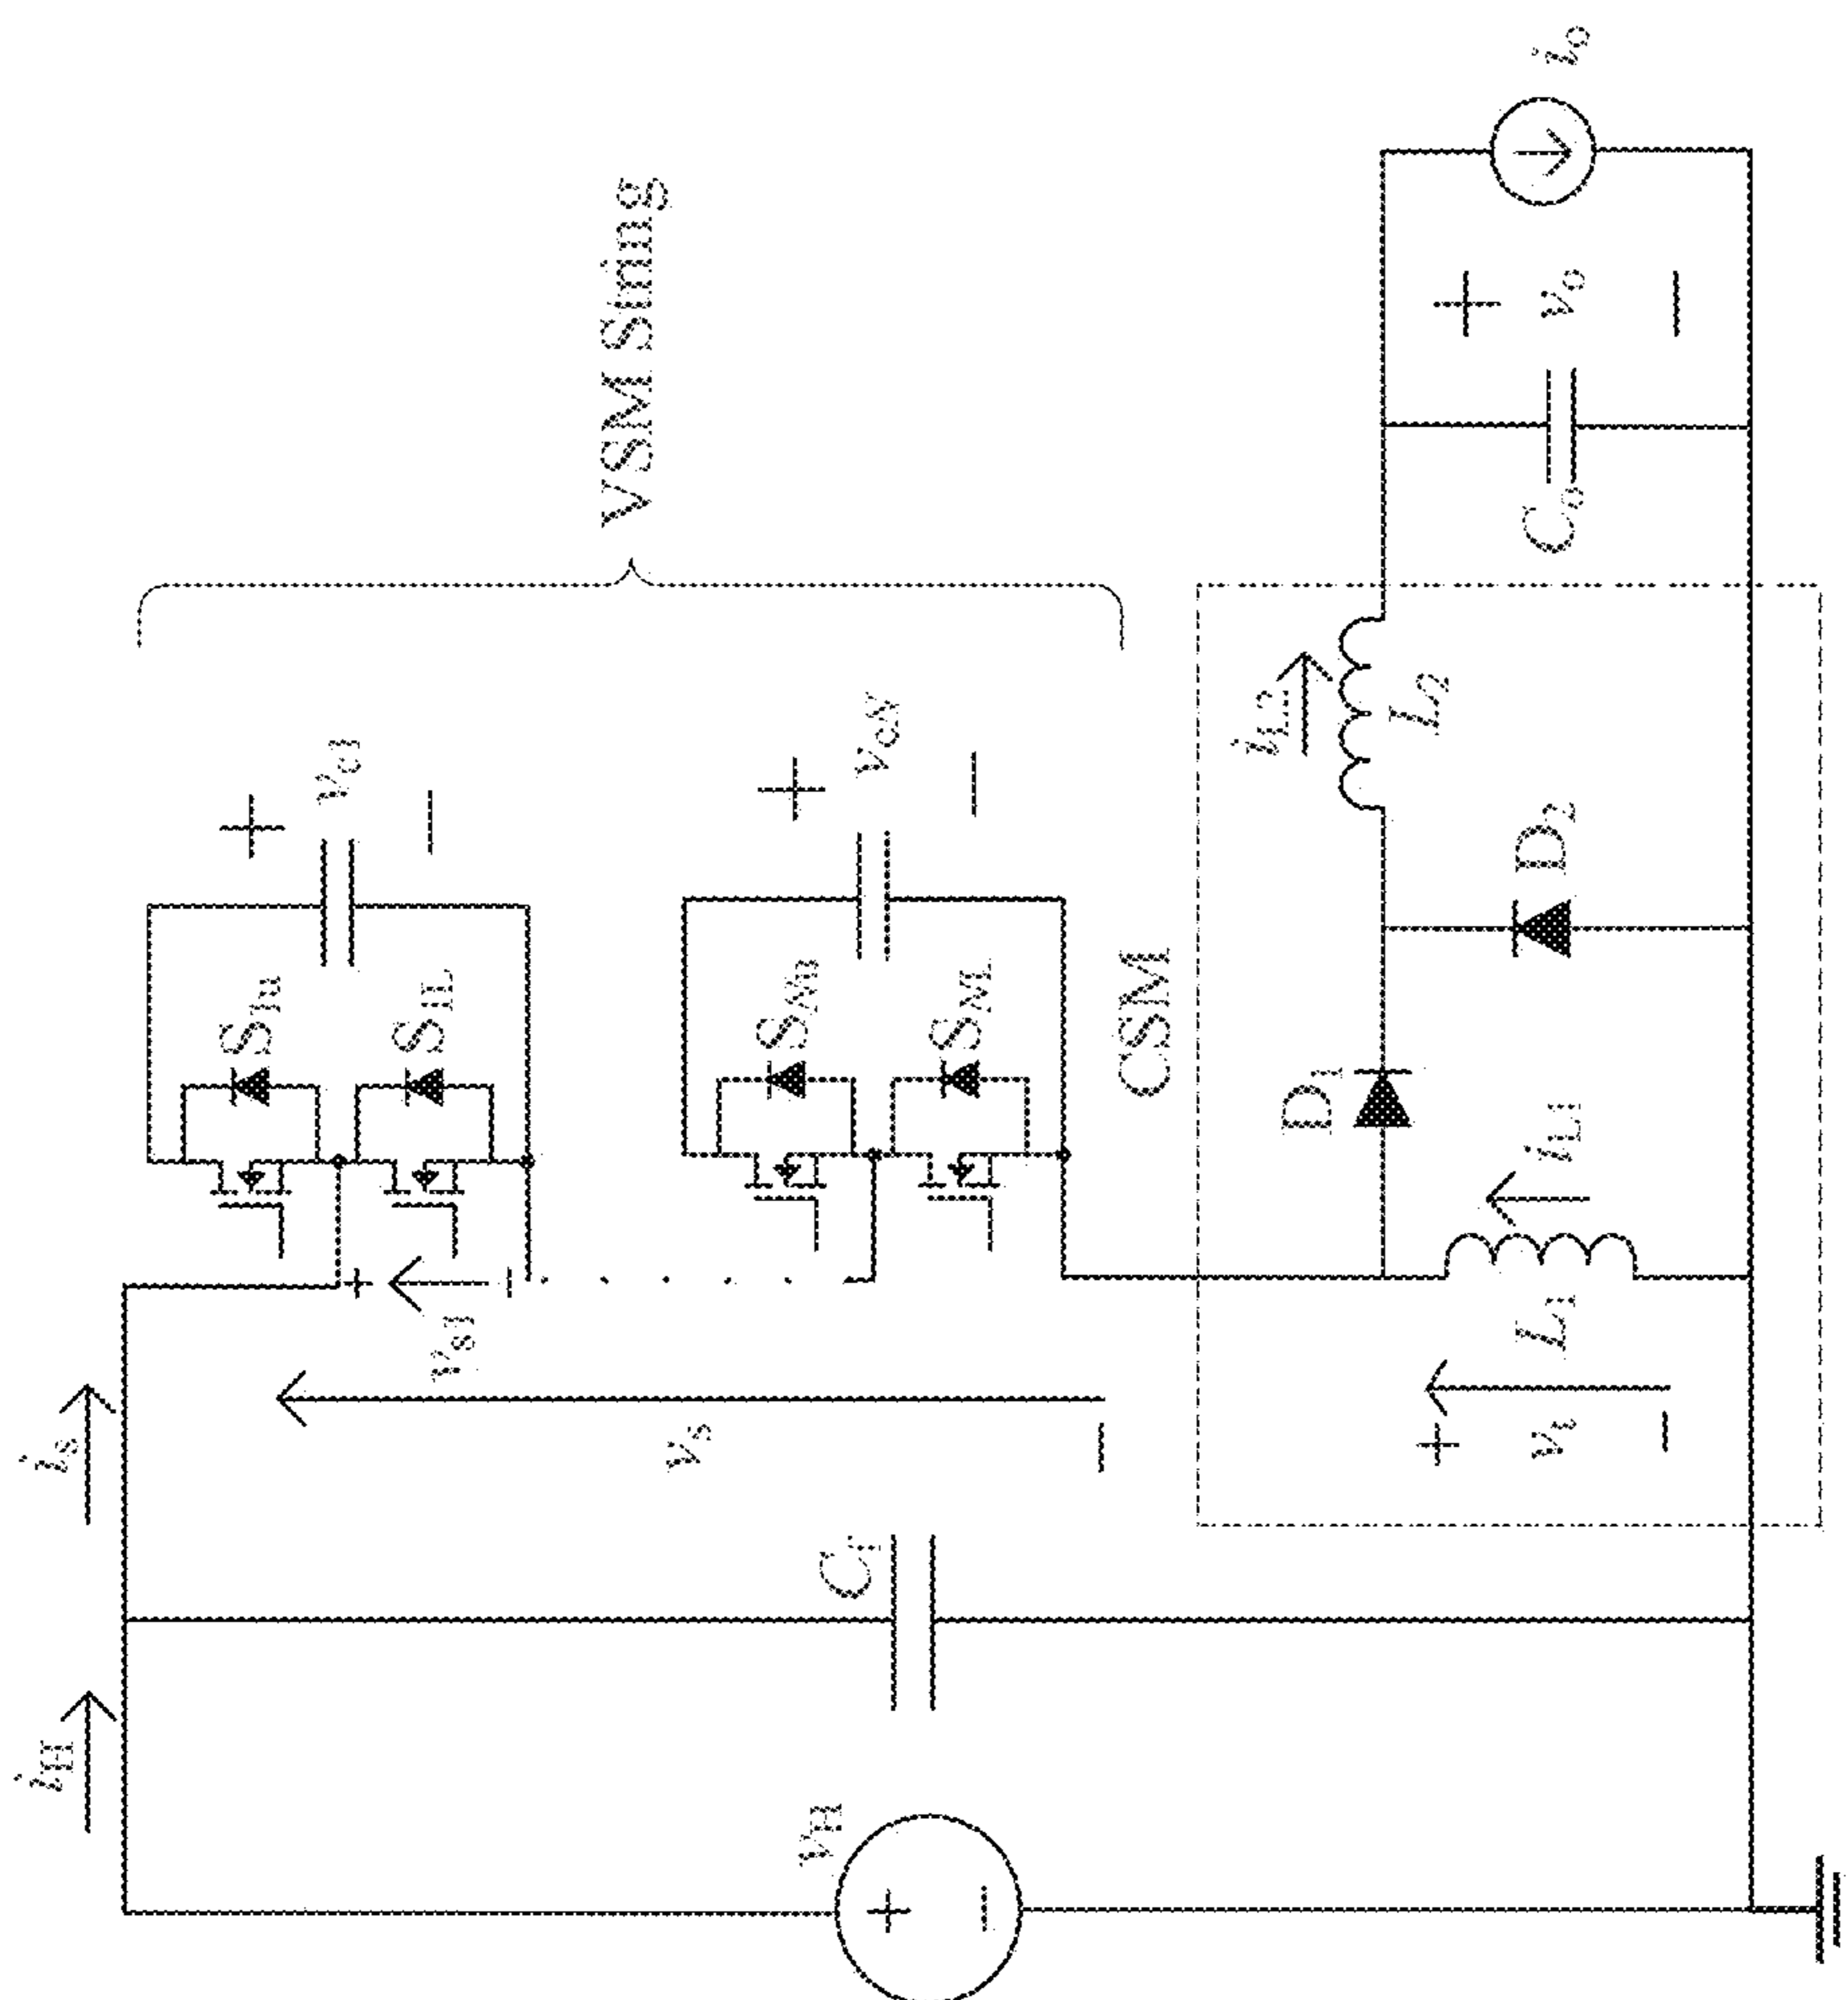 i_H
i_s
v_H
C_i
v_s
v_s1
S_1H
S_1L
v_c1
S_NH
S_NL
v_cN
VSM String
CSM
v_t
L_1
i_L1
D_1
D_2
i_L2
L_2
C_o
v_o
i_o